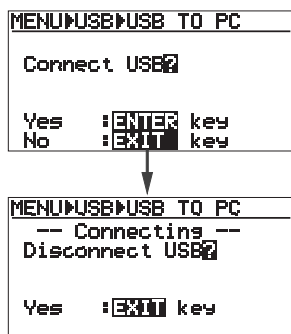 MENU▶USB▶USB TO PC
Connect USB?
Yes :ENTER key
No :EXIT key
MENU▶USB▶USB TO PC
-- Connecting --
Disconnect USB?
Yes :EXIT key